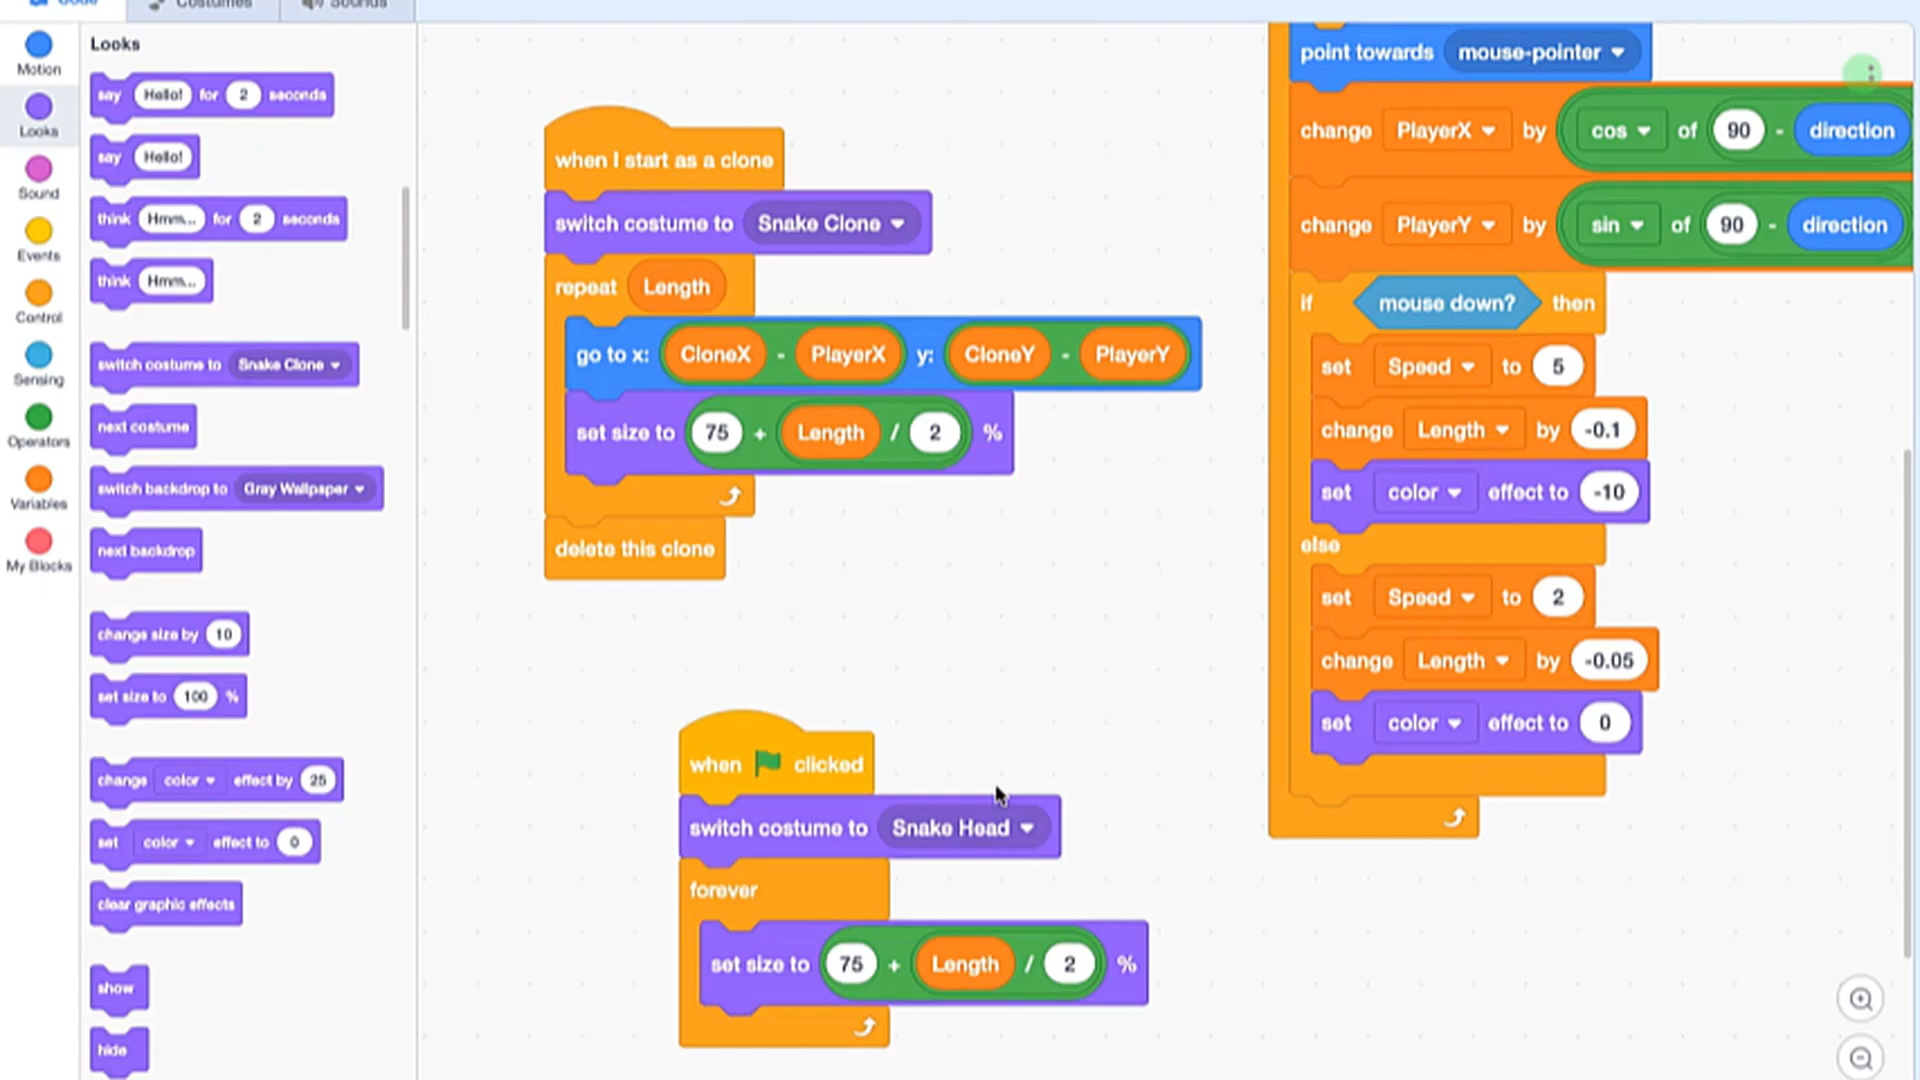 Code Costumes Sounds
Motion
Looks
Sound
Events
Control
Sensing
Operators
Variables
My Blocks
Looks
say Hello! for 2 seconds
say Hello!
think Hmm... for 2 seconds
think Hmm...
switch costume to Snake Clone
next costume
switch backdrop to Gray Wallpaper
next backdrop
change size by 10
set size to 100 %
change color effect by 25
set color effect to 0
clear graphic effects
show
hide
when I start as a clone
switch costume to Snake Clone
repeat Length
go to x: CloneX - PlayerX y: CloneY - PlayerY
set size to 75 + Length / 2 %
delete this clone
when clicked
switch costume to Snake Head
forever
set size to 75 + Length / 2 %
point towards mouse-pointer
change PlayerX by cos of 90 - direction
change PlayerY by sin of 90 - direction
if mouse down? then
set Speed to 5
change Length by -0.1
set color effect to -10
else
set Speed to 2
change Length by -0.05
set color effect to 0